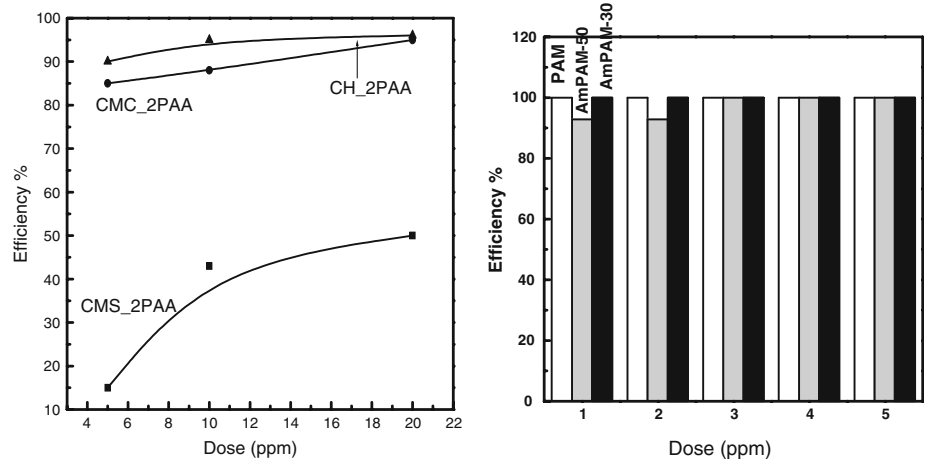 100
90
80
70
60
50
40
30
20
10
Efficiency %
CMC_2PAA
CH_2PAA
CMS_2PAA
4 6 8 10 12 14 16 18 20 22
Dose (ppm)
120
100
80
60
40
20
0
Efficiency %
PAM
AmPAM-50
AmPAM-30
1 2 3 4 5
Dose (ppm)